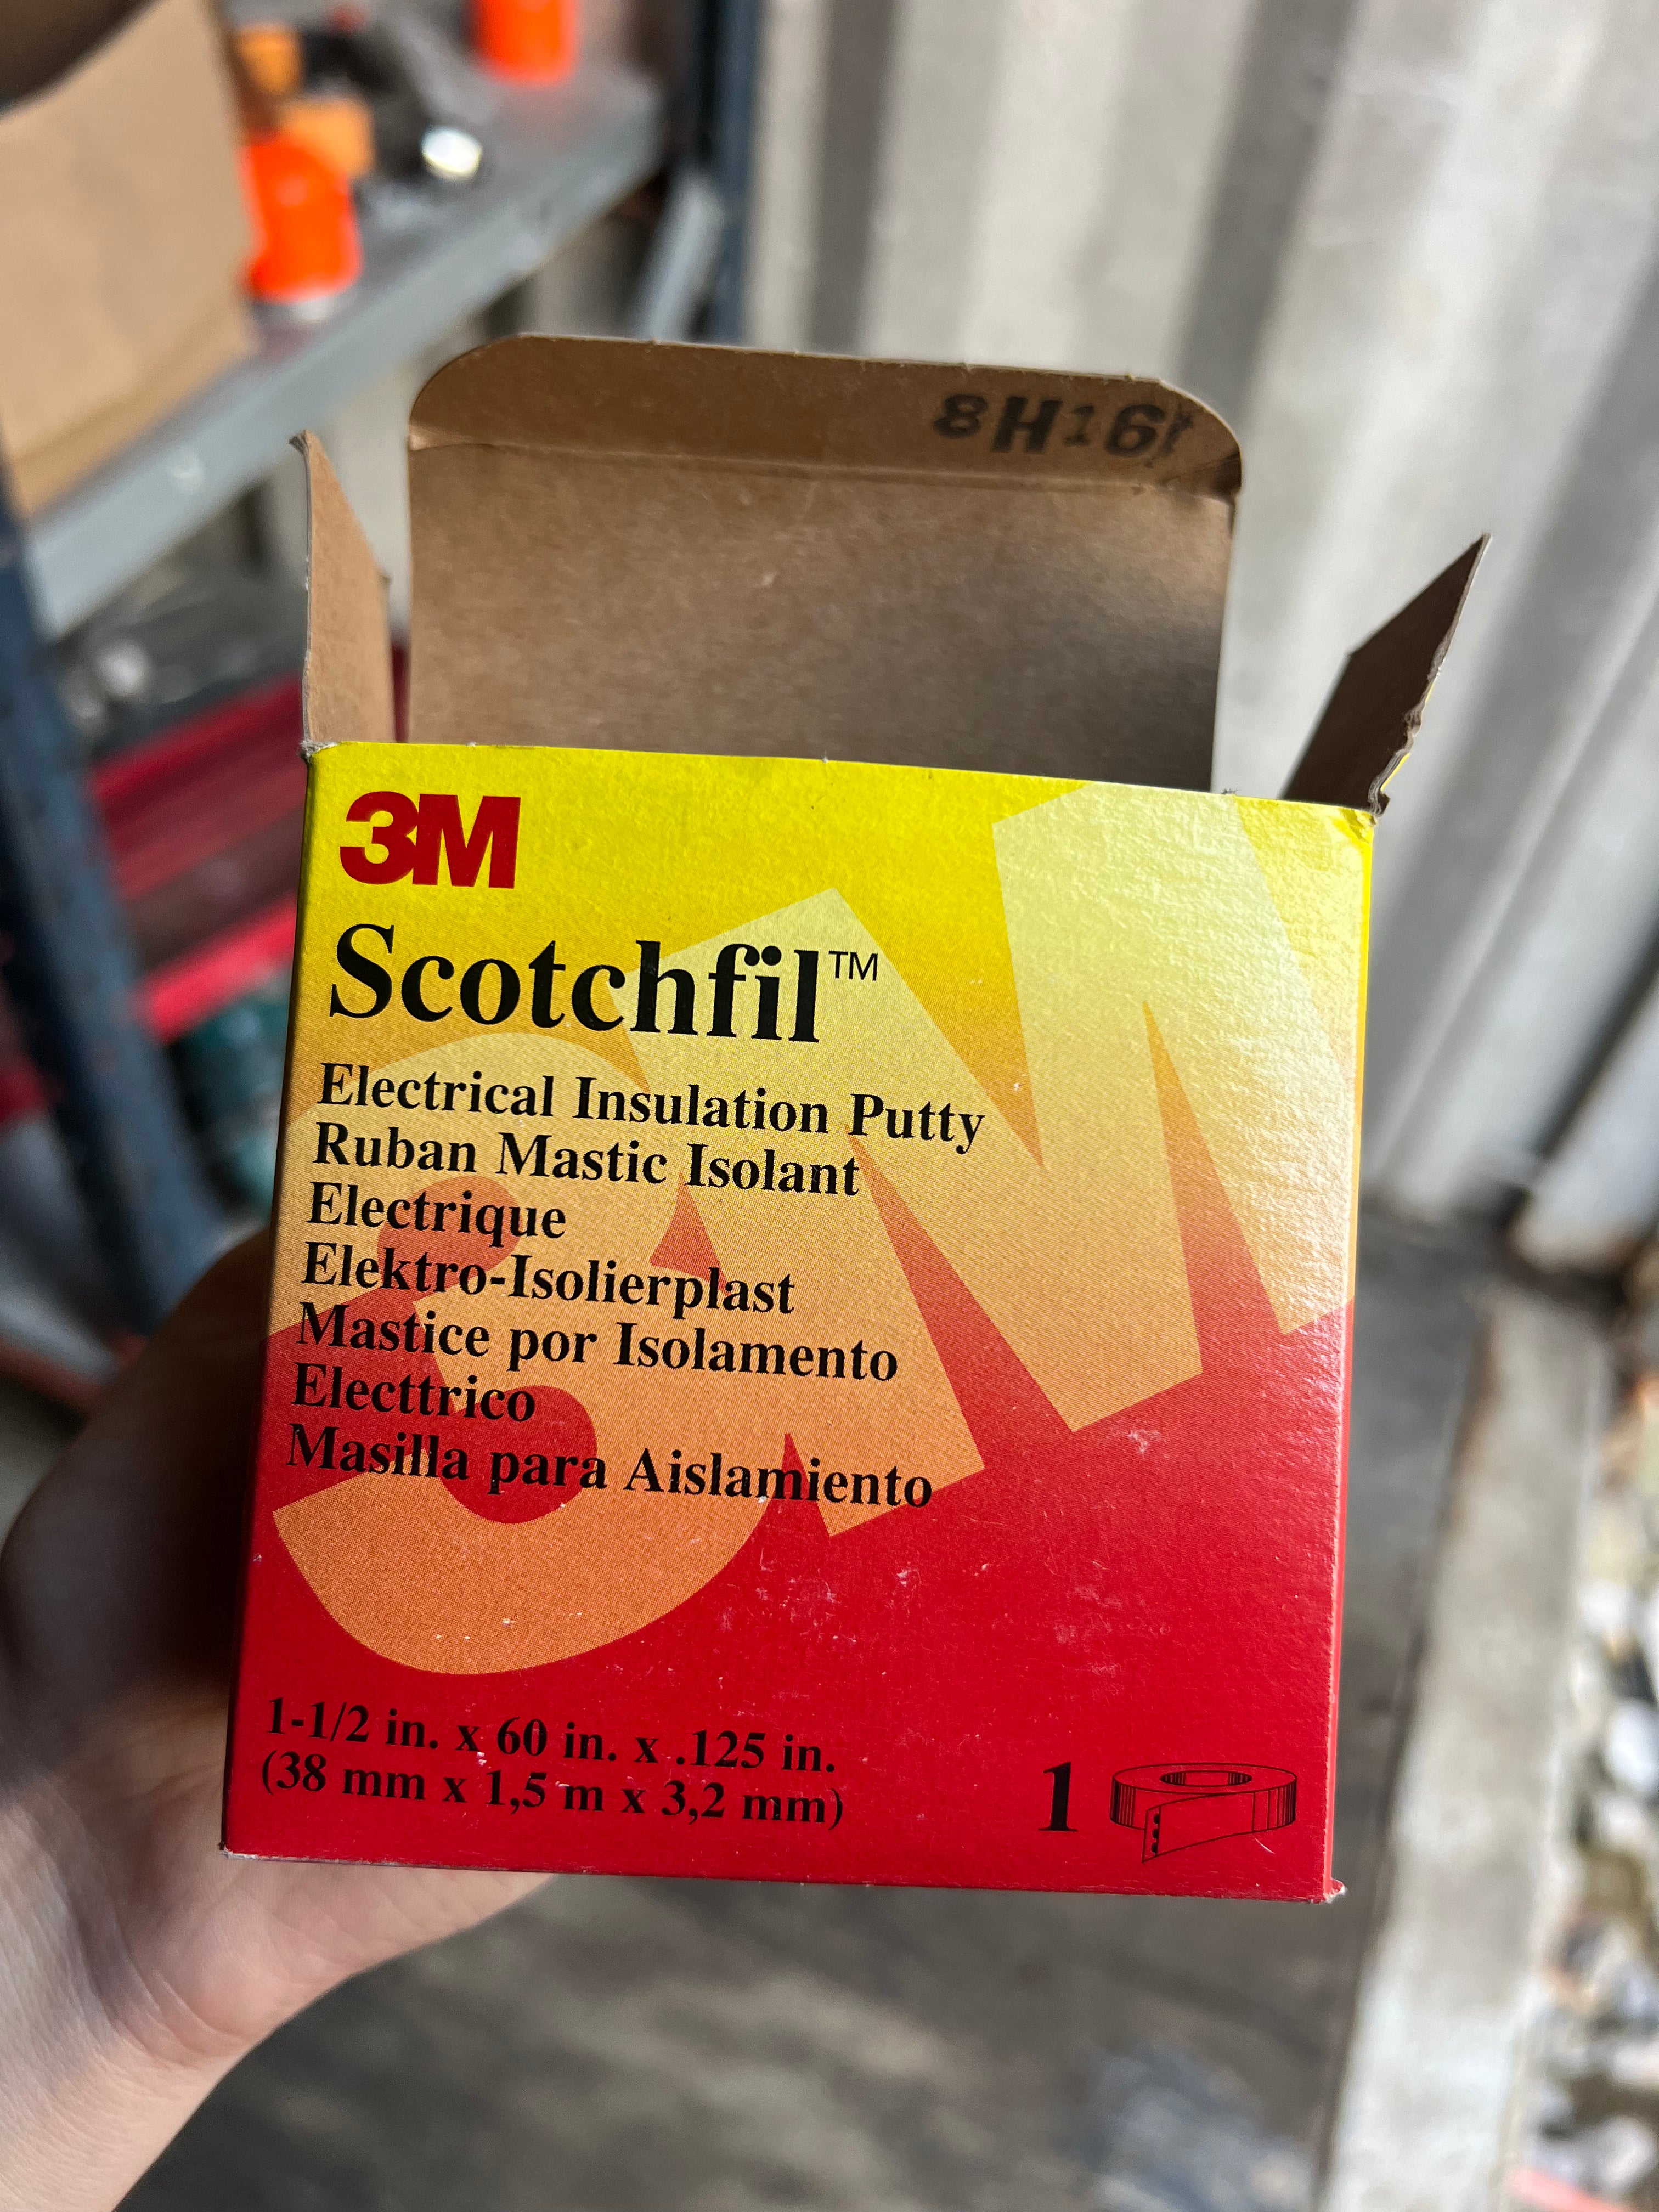 8H16
3M
Scotchfil™
Electrical Insulation Putty
Ruban Mastic Isolant
Electrique
Elektro-Isolierplast
Mastice por Isolamento
Electtrico
Masilla para Aislamiento
1-1/2 in. x 60 in. x .125 in.
(38 mm x 1,5 m x 3,2 mm)
1